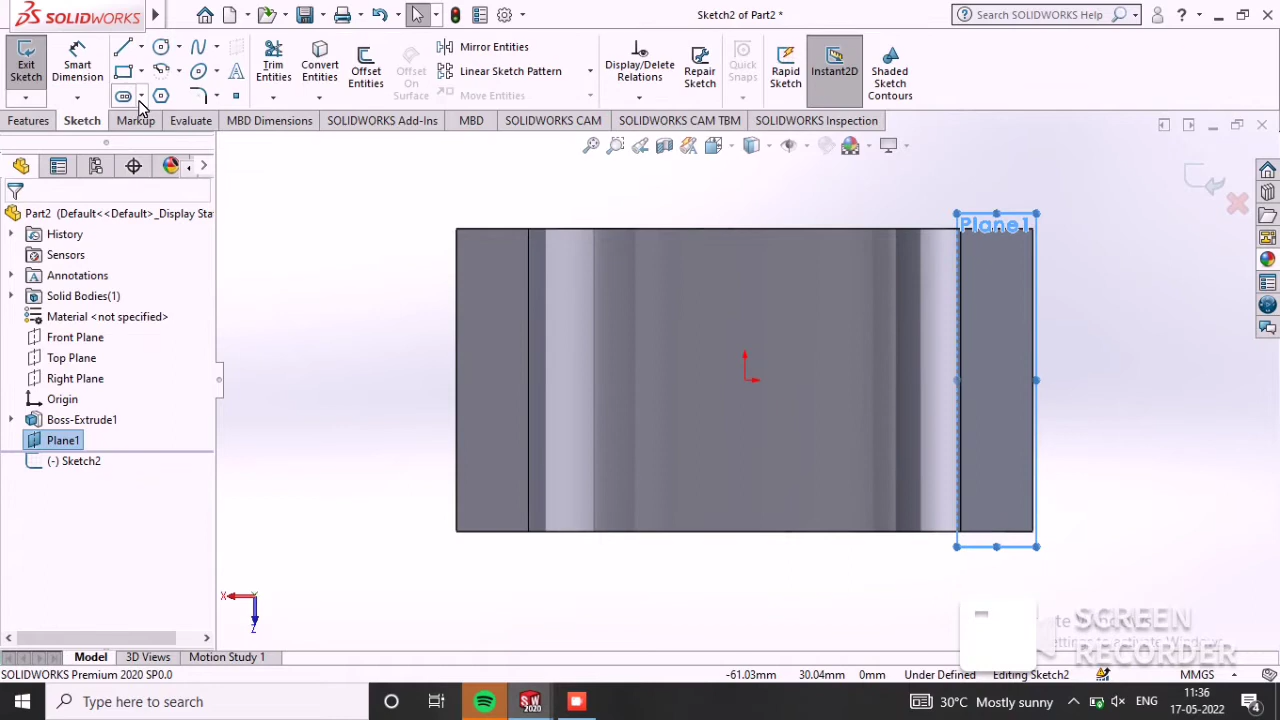 SOLIDWORKS
Sketch2 of Part2 *
Search SOLIDWORKS Help
Exit Sketch
Smart Dimension
Trim Entities
Convert Entities
Offset Entities
Offset On Surface
Mirror Entities
Linear Sketch Pattern
Move Entities
Display/Delete Relations
Repair Sketch
Quick Snaps
Rapid Sketch
Instant2D
Shaded Sketch Contours
Features
Sketch
Markup
Evaluate
MBD Dimensions
SOLIDWORKS Add-Ins
MBD
SOLIDWORKS CAM
SOLIDWORKS CAM TBM
SOLIDWORKS Inspection
Part2 (Default<<Default>_Display Sta
History
Sensors
Annotations
Solid Bodies(1)
Material <not specified>
Front Plane
Top Plane
Right Plane
Origin
Boss-Extrude1
Plane1
(-) Sketch2
Plane1
X
Z
SCREEN
RECORDER
Model
3D Views
Motion Study 1
SOLIDWORKS Premium 2020 SP0.0
-61.03mm
30.04mm
0mm
Under Defined
Editing Sketch2
MMGS
Type here to search
SW
2020
30°C Mostly sunny
ENG
11:36
17-05-2022
4